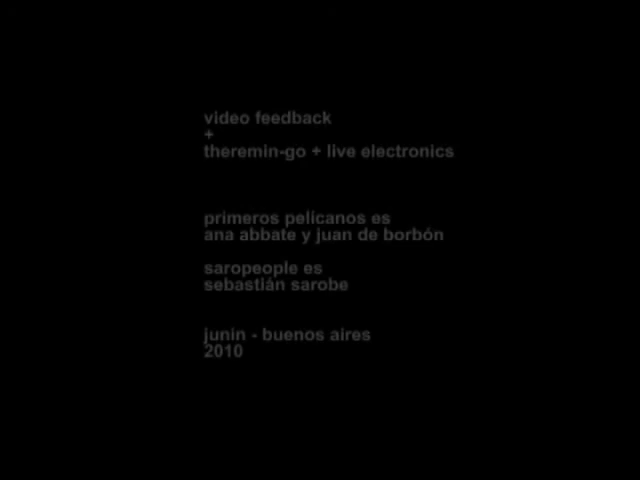 video feedback
+
theremin-go + live electronics
primeros pelícanos es
ana abbate y juan de borbón
saropeople es
sebastián sarobe
junin - buenos aires
2010